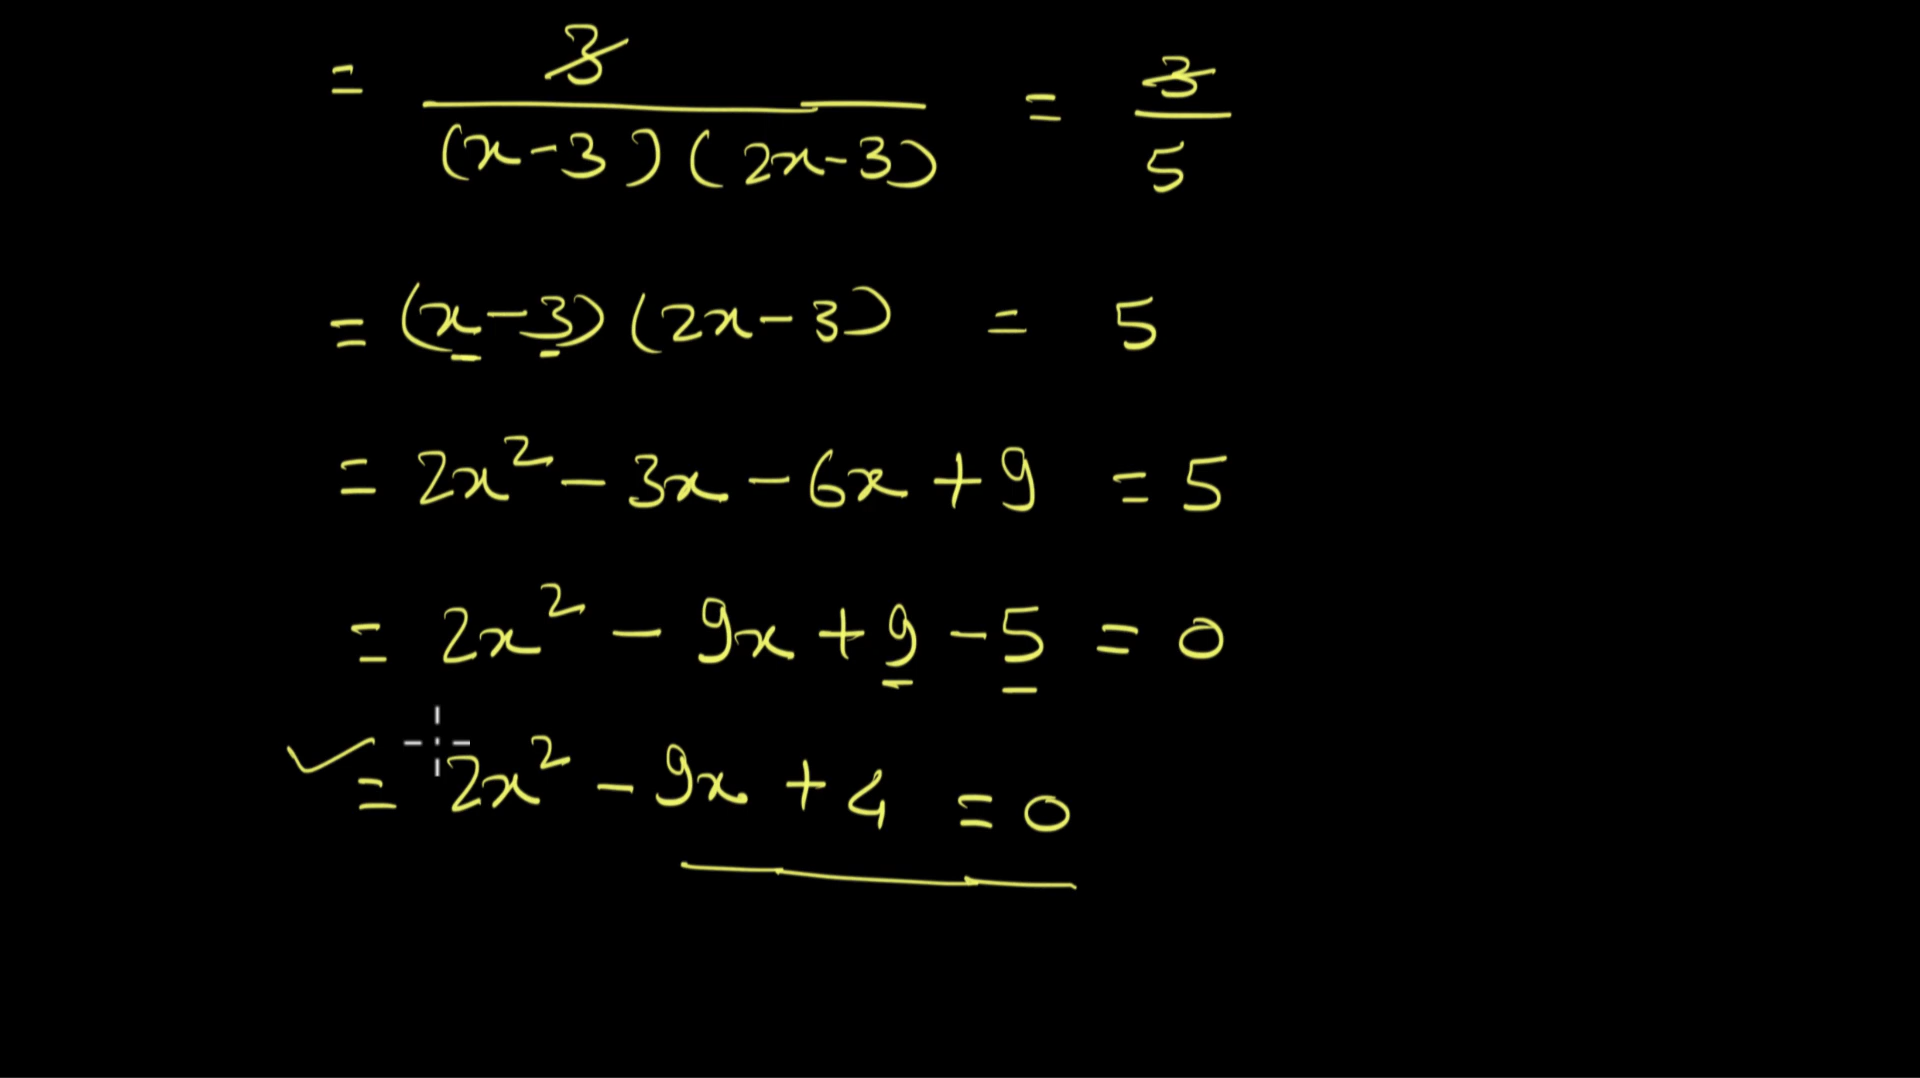 = 3/(x-3)(2x-3) = 3/5
= (x-3)(2x-3) = 5
= 2x² - 3x - 6x + 9 = 5
= 2x² - 9x + 9 - 5 = 0
✓ = 2x² - 9x + 4 = 0